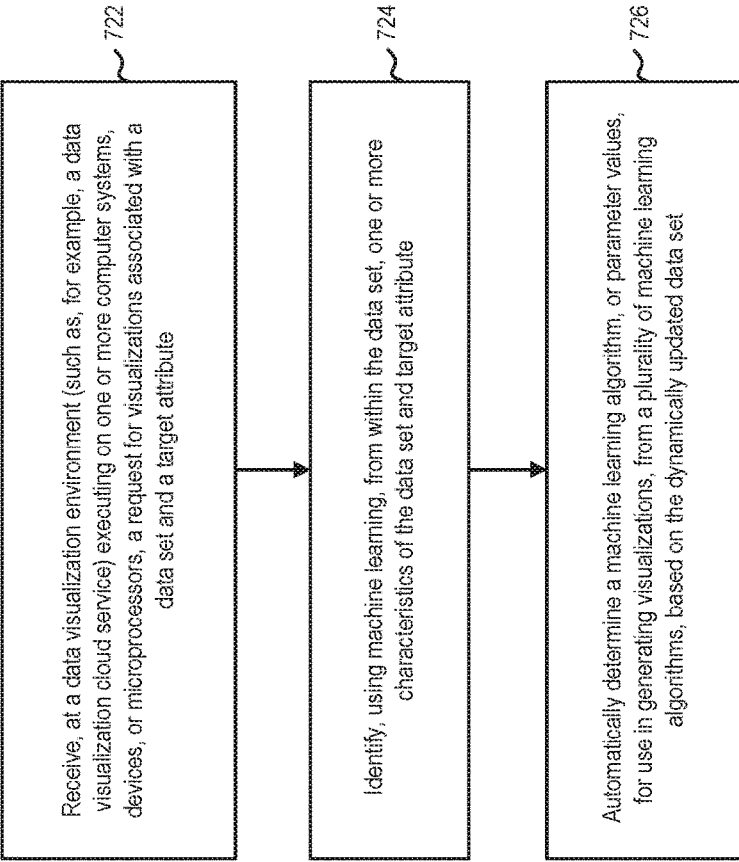 Receive, at a data visualization environment (such as, for example, a data
visualization cloud service) executing on one or more computer systems,
devices, or microprocessors, a request for visualizations associated with a
data set and a target attribute
722
Identify, using machine learning, from within the data set, one or more
characteristics of the data set and target attribute
724
Automatically determine a machine learning algorithm, or parameter values,
for use in generating visualizations, from a plurality of machine learning
algorithms, based on the dynamically updated data set
726